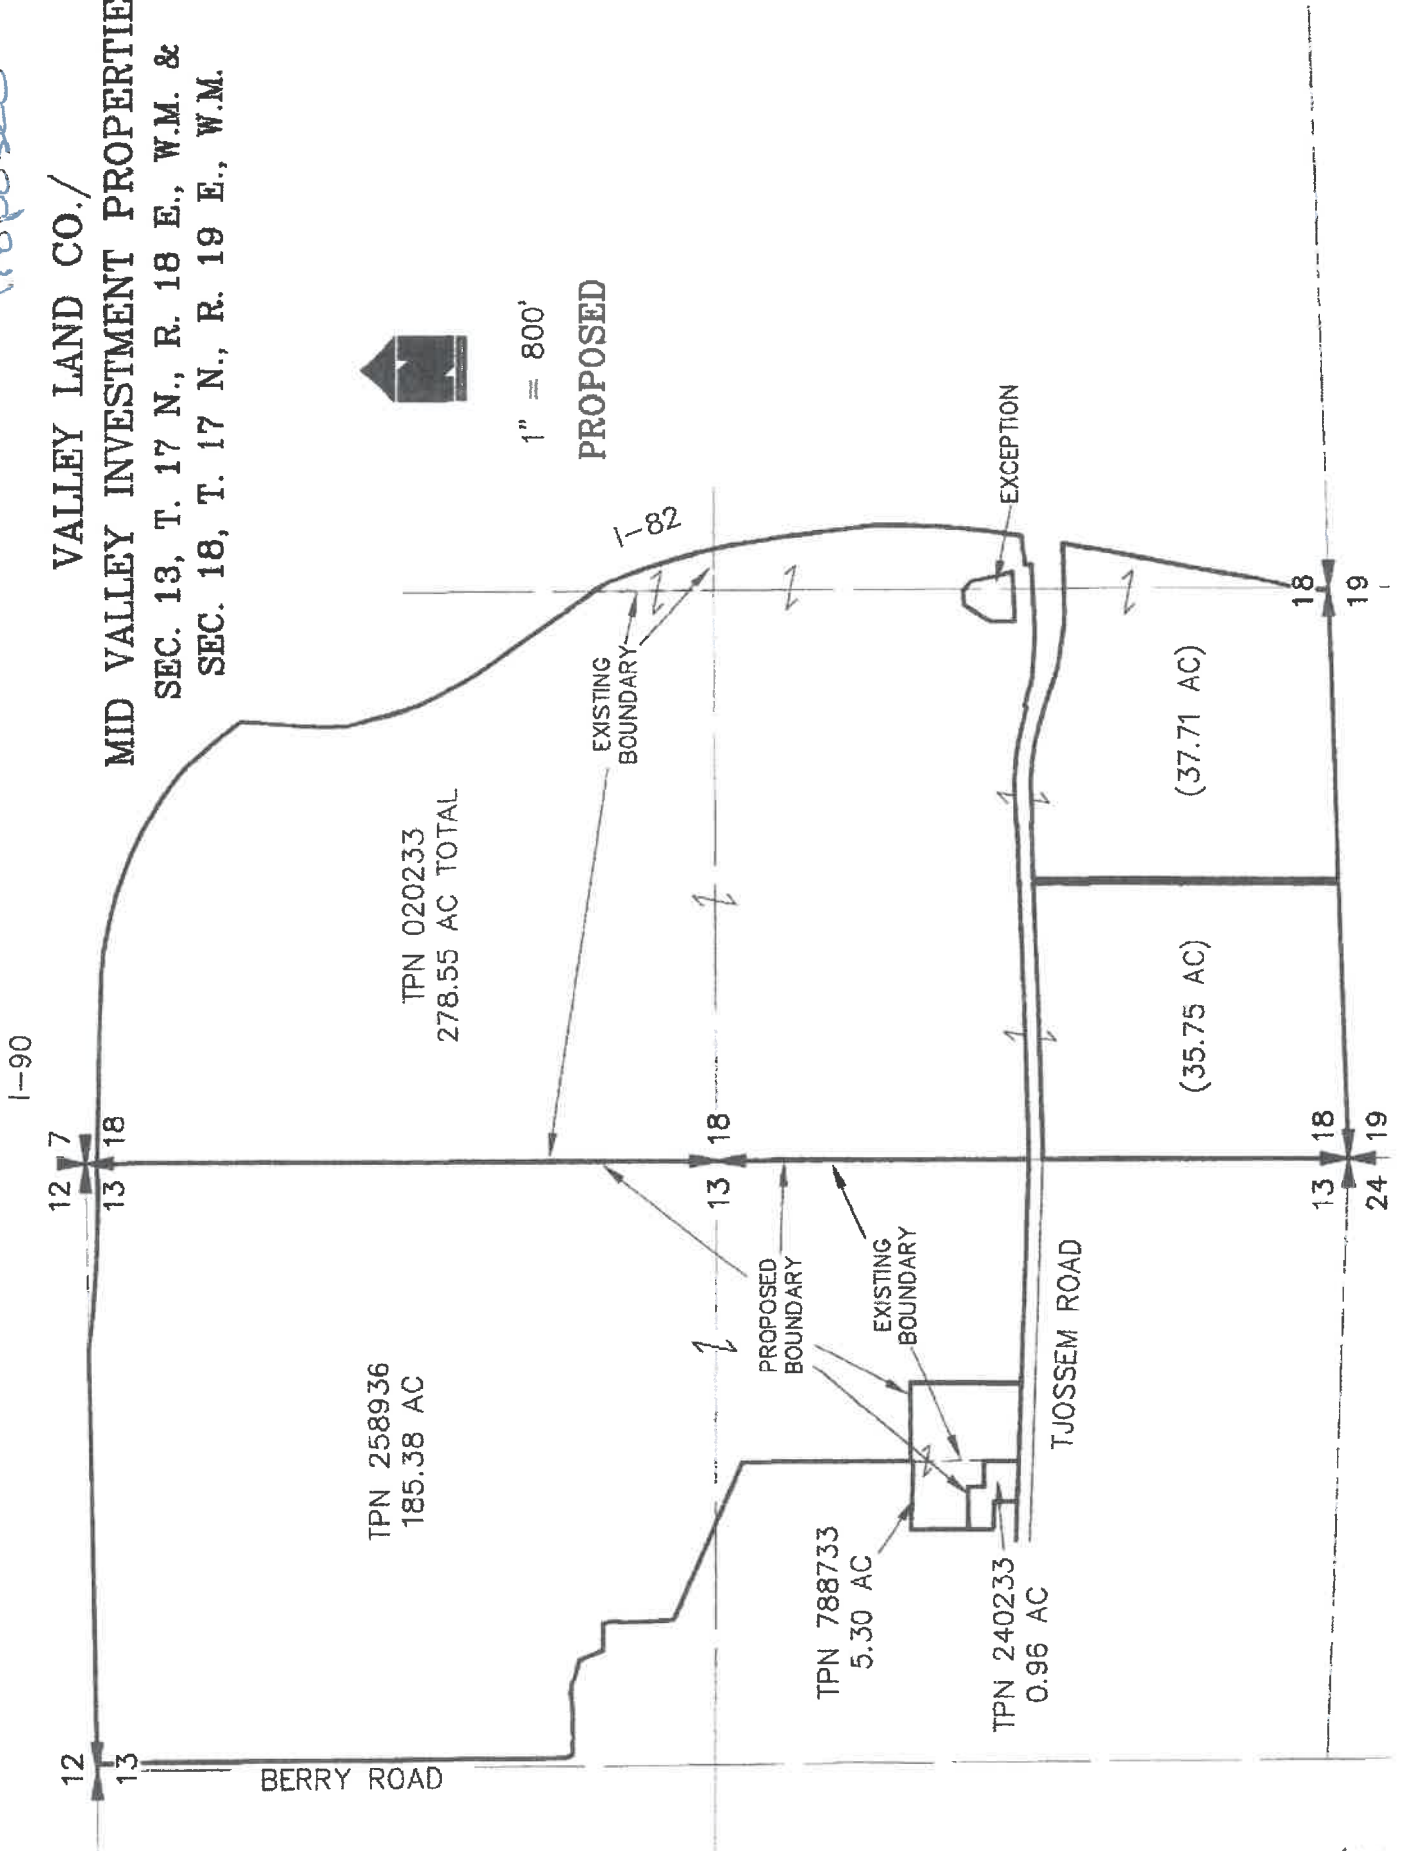 VALLEY LAND CO./
MID VALLEY INVESTMENT PROPERTIE
SEC. 13, T. 17 N., R. 18 E., W.M. &
SEC. 18, T. 17 N., R. 19 E., W.M.
N
1" = 800'
PROPOSED
I-90
12 7
13 18
12
13
BERRY ROAD
TPN 258936
185.38 AC
TPN 020233
278.55 AC TOTAL
EXISTING
BOUNDARY
I-82
13 18
PROPOSED
BOUNDARY
EXISTING
BOUNDARY
EXCEPTION
TPN 788733
5.30 AC
TPN 240233
0.96 AC
TJOSSEM ROAD
(35.75 AC)
(37.71 AC)
13 18
24 19
18
19